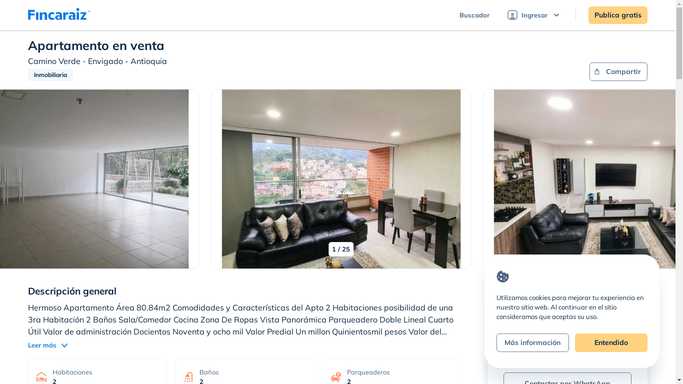 Fincaraiz
Buscador
Ingresar
Publica gratis
Apartamento en venta
Camino Verde - Envigado - Antioquia
Inmobiliaria
Compartir
1 / 25
Descripción general
Hermoso Apartamento Área 80.84m2 Comodidades y Características del Apto 2 Habitaciones posibilidad de una
3ra Habitación 2 Baños Sala/Comedor Cocina Zona De Ropas Vista Panorámica Parqueadero Doble Lineal Cuarto
Útil Valor de administración Docientos Noventa y ocho mil Valor Predial Un millon Quinientosmil pesos Valor del...
Leer más
Habitaciones
2
Baños
2
Parqueaderos
2
Utilizamos cookies para mejorar tu experiencia en
nuestro sitio web. Al continuar en el sitio
consideramos que aceptas su uso.
Más información
Entendido
Contactar por WhatsApp